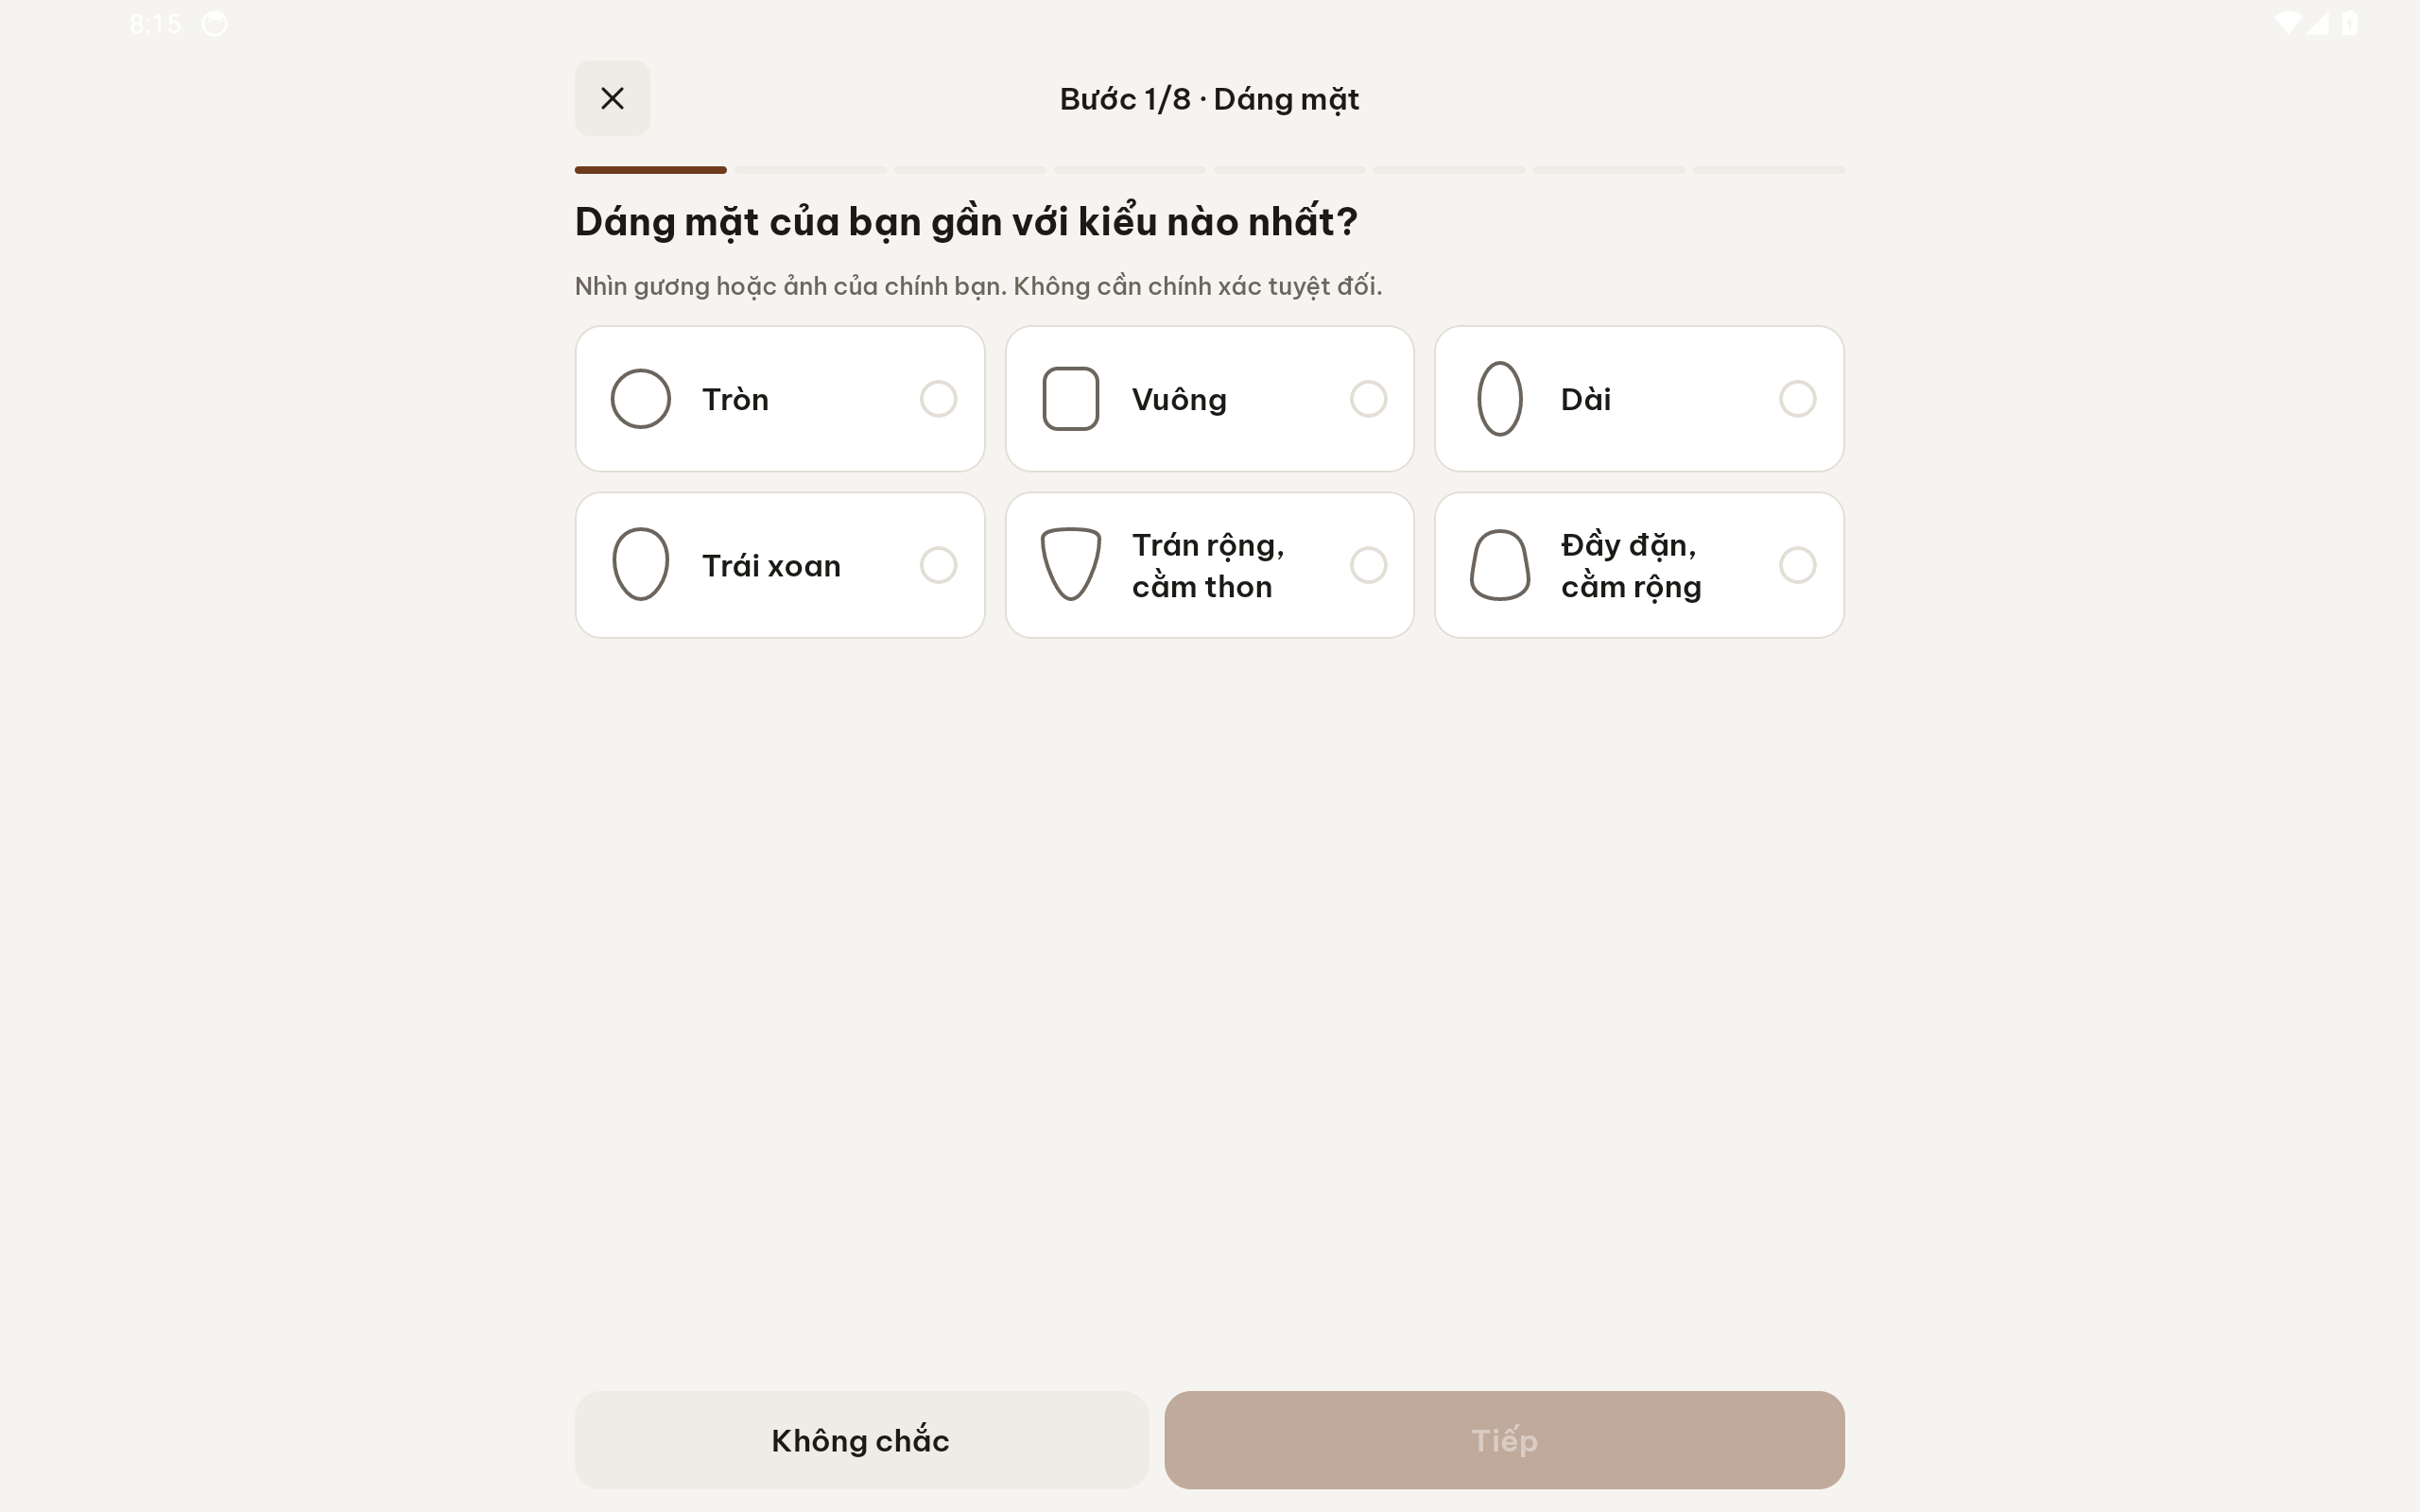 8:15
Bước 1/8 · Dáng mặt
Dáng mặt của bạn gần với kiểu nào nhất?
Nhìn gương hoặc ảnh của chính bạn. Không cần chính xác tuyệt đối.
Tròn
Vuông
Dài
Trái xoan
Trán rộng,
cằm thon
Đầy đặn,
cằm rộng
Không chắc
Tiếp